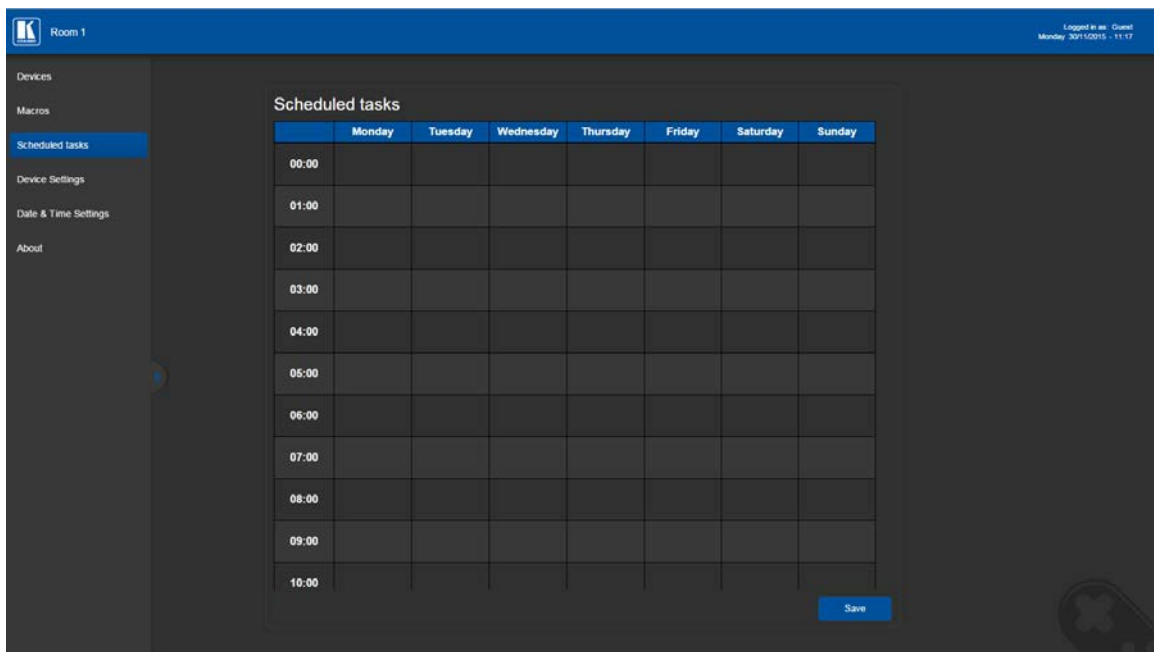 Room 1
Logged in as: Guest
Monday 30/11/2015 - 11:17
Devices
Macros
Scheduled tasks
Device Settings
Date & Time Settings
About
Scheduled tasks
Monday Tuesday Wednesday Thursday Friday Saturday Sunday
00:00
01:00
02:00
03:00
04:00
05:00
06:00
07:00
08:00
09:00
10:00
Save